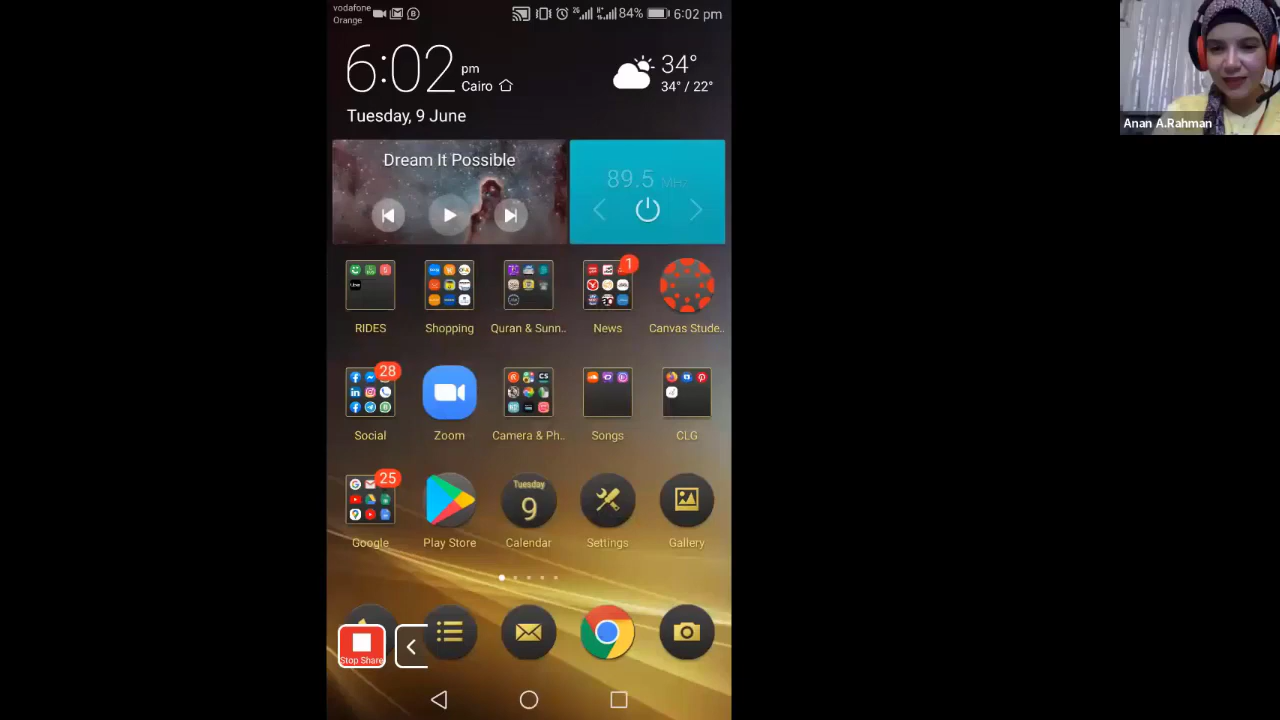 vodafone
Orange
84%
6:02 pm
6:02 pm
Cairo
34°
34° / 22°
Tuesday, 9 June
Dream It Possible
89.5 MHz
1
RIDES
Shopping
Quran & Sunn..
News
Canvas Stude..
28
Social
Zoom
Camera & Ph..
Songs
CLG
25
Tuesday
9
Google
Play Store
Calendar
Settings
Gallery
Stop Share
Anan A.Rahman